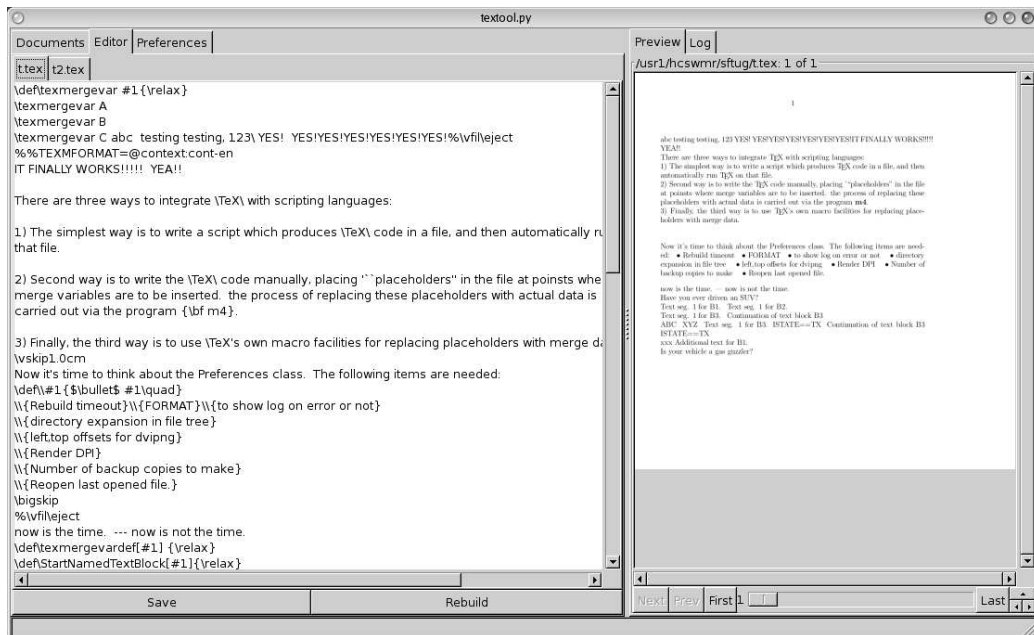 textool.py
Documents Editor Preferences
t.tex t2.tex
\def\texmergevar #1{\relax}
\texmergevar A
\texmergevar B
\texmergevar C abc  testing testing, 123\ YES!  YES!YES!YES!YES!YES!YES!%\vfil\eject
%%TEXMFORMAT=@context:cont-en
IT FINALLY WORKS!!!!!  YEA!!
There are three ways to integrate \TeX\ with scripting languages:
1) The simplest way is to write a script which produces \TeX\ code in a file, and then automatically ru
that file.
2) Second way is to write the \TeX\ code manually, placing '``placeholders'' in the file at poinsts whe
merge variables are to be inserted.  the process of replacing these placeholders with actual data is
carried out via the program {\bf m4}.
3) Finally, the third way is to use \TeX's own macro facilities for replacing placeholders with merge da
\vskip1.0cm
Now it's time to think about the Preferences class.  The following items are needed:
\def\\#1{$\bullet$ #1\quad}
\\{Rebuild timeout}\\{FORMAT}\\{to show log on error or not}
\\{directory expansion in file tree}
\\{left,top offsets for dvipng}
\\{Render DPI}
\\{Number of backup copies to make}
\\{Reopen last opened file.}
\bigskip
%\vfil\eject
now is the time.  --- now is not the time.
\def\texmergevardef[#1] {\relax}
\def\StartNamedTextBlock[#1]{\relax}
Save Rebuild
Preview Log
/usr1/hcswmr/sftug/t.tex: 1 of 1
1
abc testing testing, 123 YES! YES!YES!YES!YES!YES!YES!IT FINALLY WORKS!!!!!
YEA!!
There are three ways to integrate TEX with scripting languages:
1) The simplest way is to write a script which produces TEX code in a file, and then
automatically run TEX on that file.
2) Second way is to write the TEX code manually, placing '"placeholders" in the file
at poinsts where merge variables are to be inserted. the process of replacing these
placeholders with actual data is carried out via the program m4.
3) Finally, the third way is to use TEX's own macro facilities for replacing place-
holders with merge data.
Now it's time to think about the Preferences class. The following items are need-
ed: • Rebuild timeout • FORMAT • to show log on error or not • directory
expansion in file tree • left,top offsets for dvipng • Render DPI • Number of
backup copies to make • Reopen last opened file.
now is the time. — now is not the time.
Have you ever driven an SUV?
Text seg. 1 for B1. Text seg. 1 for B2.
Text seg. 1 for B3. Continuation of text block B3
ABC XYZ Text seg. 1 for B3 ISTATE==TX Continuation of text block B3
ISTATE==TX
xxx Additional text for B1.
Is your vehicle a gas guzzler?
Next Prev First 1 Last